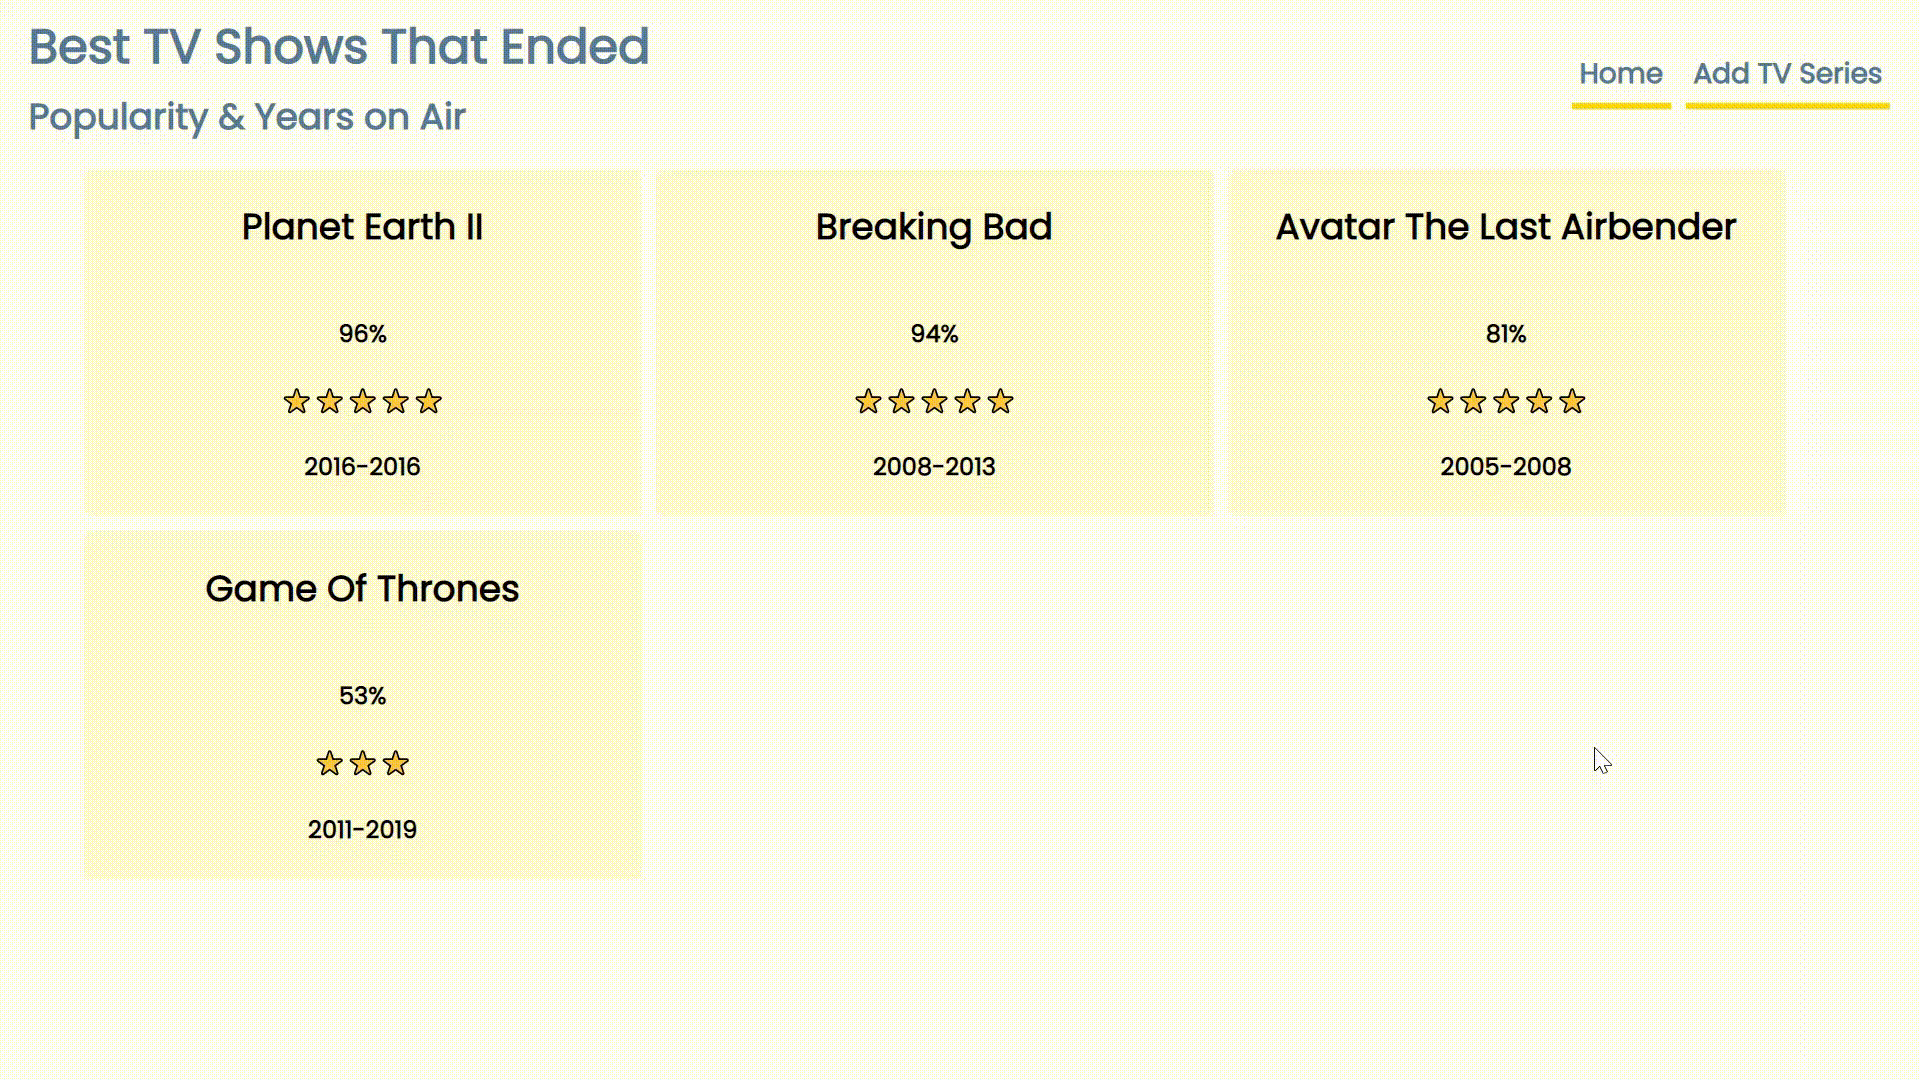 Best TV Shows That Ended
Popularity & Years on Air
Home
Add TV Series
Planet Earth II
96%
2016-2016
Breaking Bad
94%
2008-2013
Avatar The Last Airbender
81%
2005-2008
Game Of Thrones
53%
2011-2019